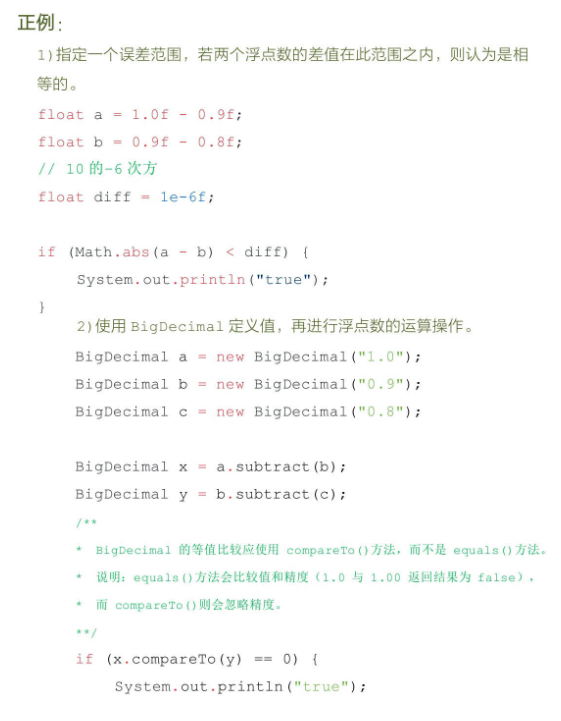 正例：
1)指定一个误差范围，若两个浮点数的差值在此范围之内，则认为是相
等的。
float a = 1.0f - 0.9f;
float b = 0.9f - 0.8f;
// 10 的-6 次方
float diff = 1e-6f;
if (Math.abs(a - b) < diff) {
System.out.println("true");
}
2)使用 BigDecimal 定义值，再进行浮点数的运算操作。
BigDecimal a = new BigDecimal("1.0");
BigDecimal b = new BigDecimal("0.9");
BigDecimal c = new BigDecimal("0.8");
BigDecimal x = a.subtract(b);
BigDecimal y = b.subtract(c);
/**
* BigDecimal 的等值比较应使用 compareTo()方法，而不是 equals()方法。
* 说明：equals()方法会比较值和精度（1.0 与 1.00 返回结果为 false），
* 而 compareTo()则会忽略精度。
**/
if (x.compareTo(y) == 0) {
System.out.println("true");